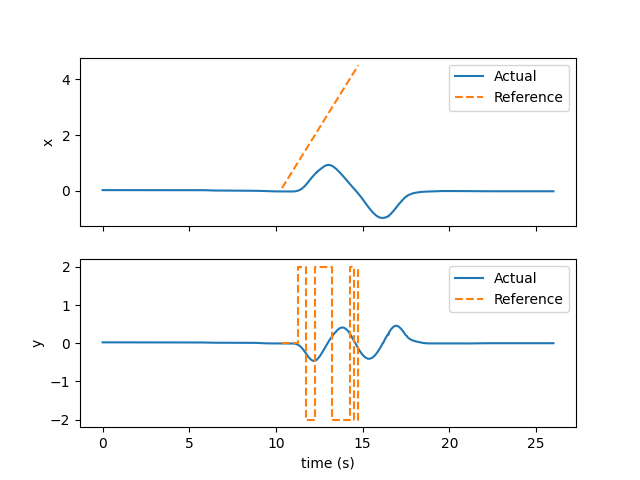 4
2
0
x
Actual
Reference
2
1
0
−1
−2
y
Actual
Reference
0 5 10 15 20 25
time (s)